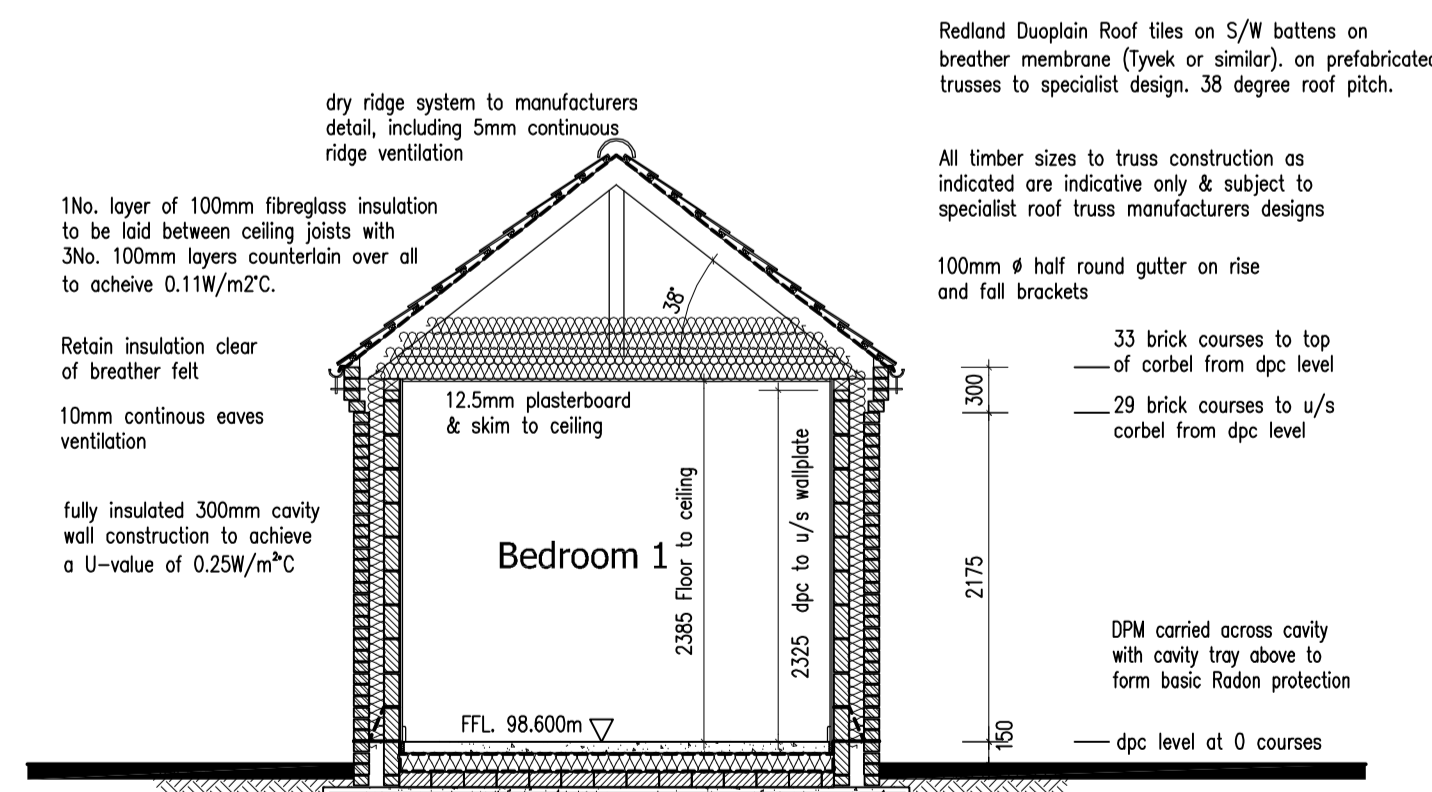 Redland Duoplain Roof tiles on S/W battens on
breather membrane (Tyvek or similar). on prefabricated
trusses to specialist design. 38 degree roof pitch.
dry ridge system to manufacturers
detail, including 5mm continuous
ridge ventilation
All timber sizes to truss construction as
indicated are indicative only & subject to
specialist roof truss manufacturers designs
1No. layer of 100mm fibreglass insulation
to be laid between ceiling joists with
3No. 100mm layers counterlain over all
to acheive 0.11W/m2°C.
100mm ø half round gutter on rise
and fall brackets
38°
Retain insulation clear
of breather felt
33 brick courses to top
of corbel from dpc level
300
12.5mm plasterboard
& skim to ceiling
29 brick courses to u/s
corbel from dpc level
10mm continous eaves
ventilation
fully insulated 300mm cavity
wall construction to achieve
a U-value of 0.25W/m²°C
Bedroom 1
2385 Floor to ceiling
2325 dpc to u/s wallplate
2175
DPM carried across cavity
with cavity tray above to
form basic Radon protection
FFL. 98.600m
150
dpc level at 0 courses